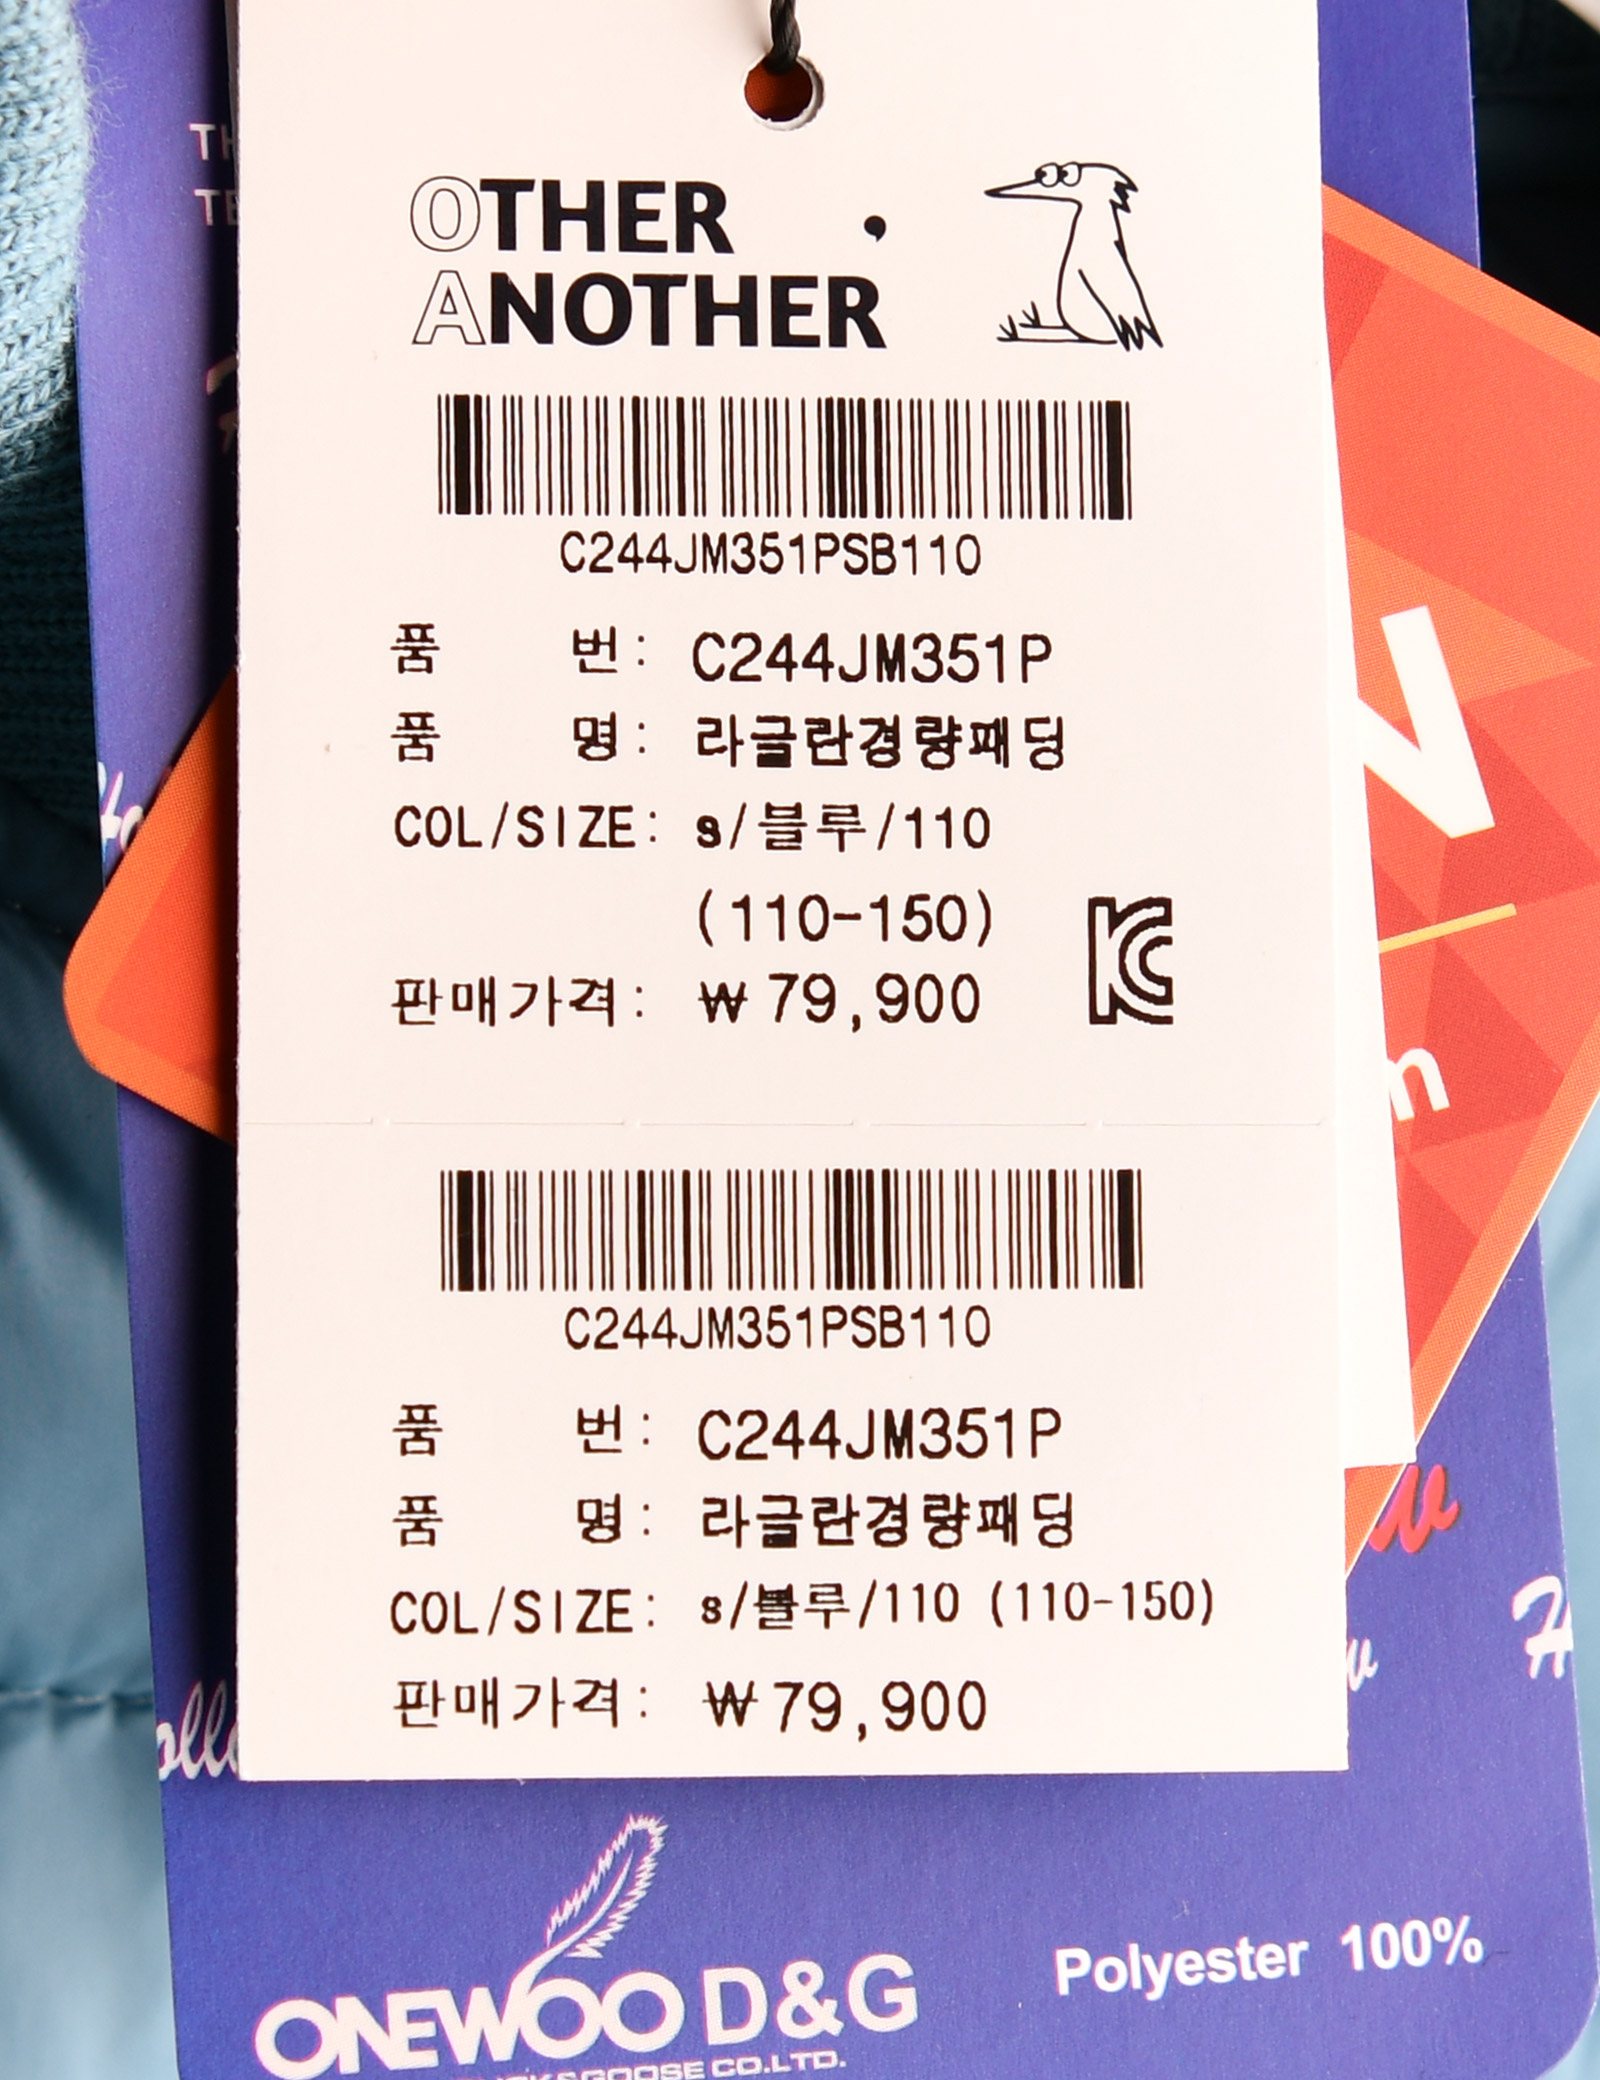 OTHER
ANOTHER
C244JM351PSB110
품 번: C244JM351P
품 명: 라글란경량패딩
COL/SIZE: s/블루/110
(110-150)
판매가격: ₩79,900
C244JM351PSB110
품 번: C244JM351P
품 명: 라글란경량패딩
COL/SIZE: s/블루/110 (110-150)
판매가격: ₩79,900
ONEWOO D&G
Polyester 100%
GOOSE CO.LTD.